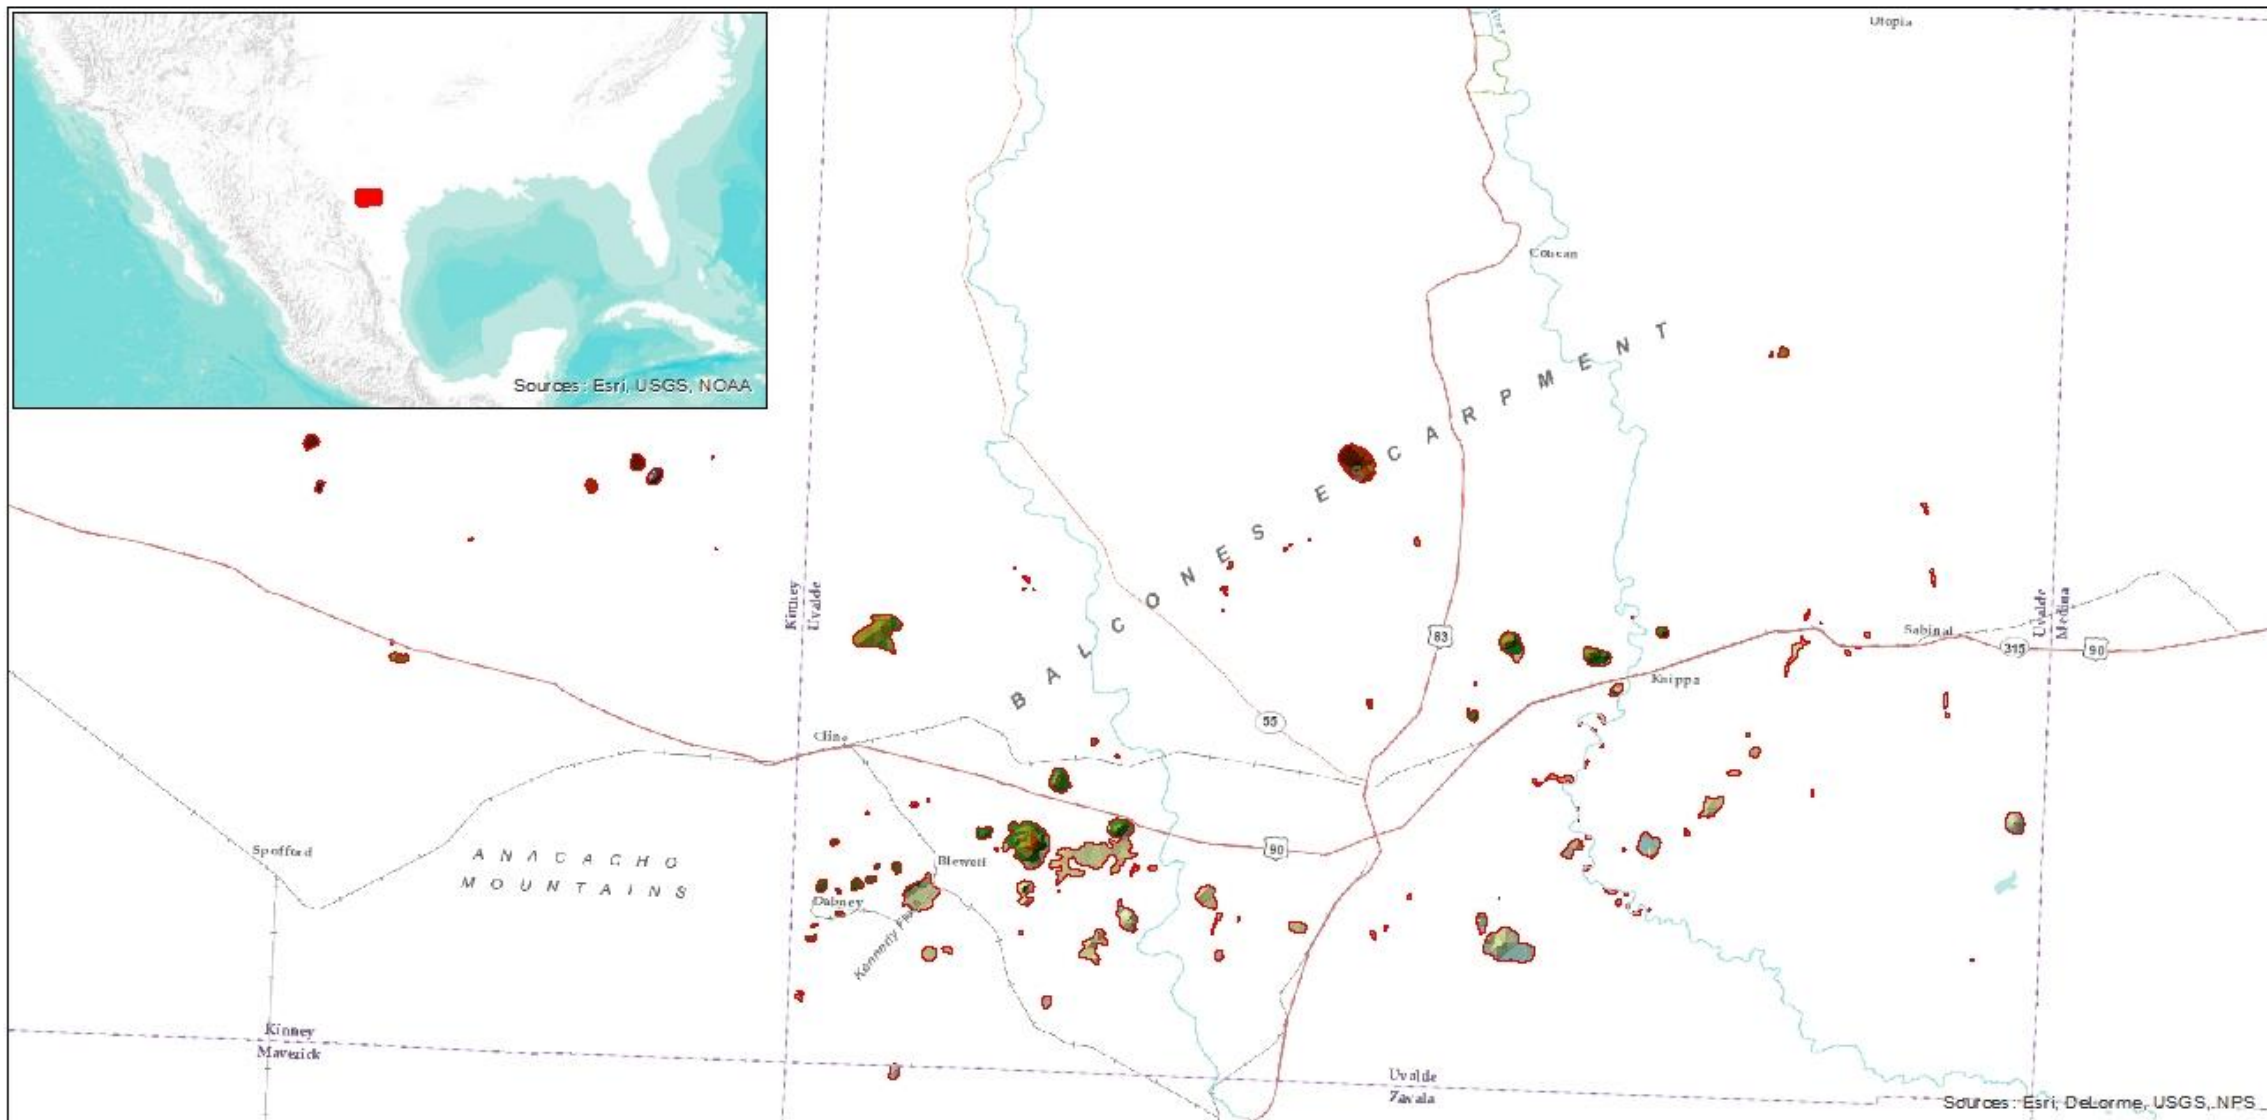 Utopia
Sources: Esri, USGS, NOAA
Concan
BALCONES ESCARPMENT
Kinney
Uvalde
83
Sabinal
Uvalde
Medina
315
90
Knippa
55
Cline
90
Spofford
ANACACHO
MOUNTAINS
Blewett
Dabney
Kinney
Maverick
Uvalde
Zavala
Sources: Esri, DeLorme, USGS, NPS